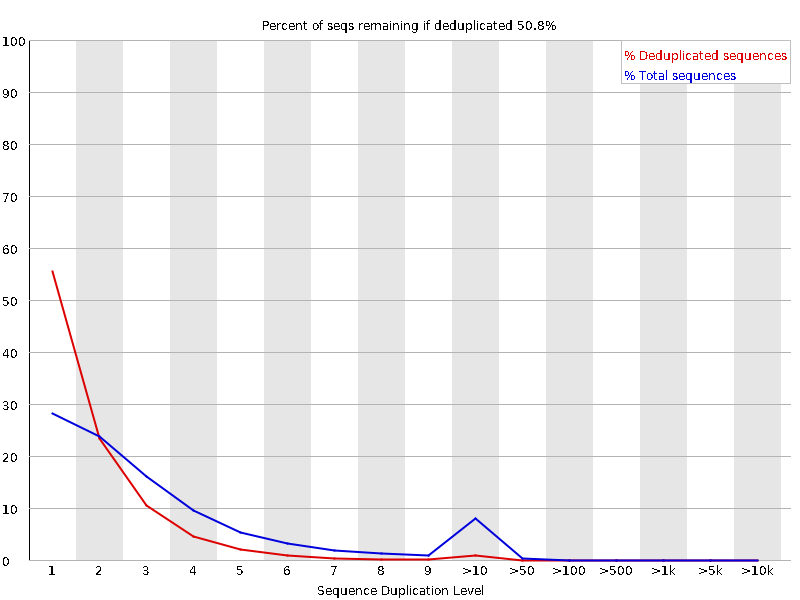 Percent of seqs remaining if deduplicated 50.8%
% Deduplicated sequences
% Total sequences
100
90
80
70
60
50
40
30
20
10
0
1 2 3 4 5 6 7 8 9 >10 >50 >100 >500 >1k >5k >10k
Sequence Duplication Level